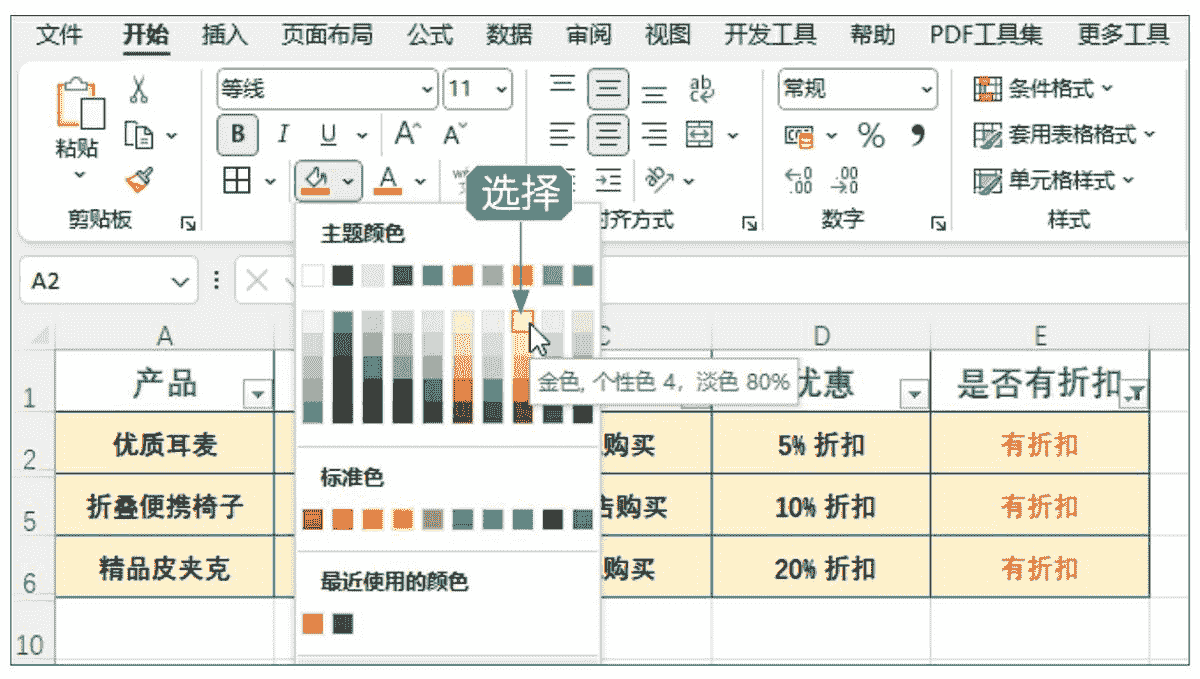 文件 开始 插入 页面布局 公式 数据 审阅 视图 开发工具 帮助 PDF工具集 更多工具
等线 11 ab 常规 条件格式
粘贴 B I U A A % 套用表格格式
A 单元格样式
选择
剪贴板 对齐方式 数字 样式
主题颜色
A2
A C D E
金色, 个性色 4，淡色 80%
1 产品 优惠 是否有折扣
2 优质耳麦 购买 5% 折扣 有折扣
标准色
5 折叠便携椅子 店购买 10% 折扣 有折扣
6 精品皮夹克 购买 20% 折扣 有折扣
最近使用的颜色
10